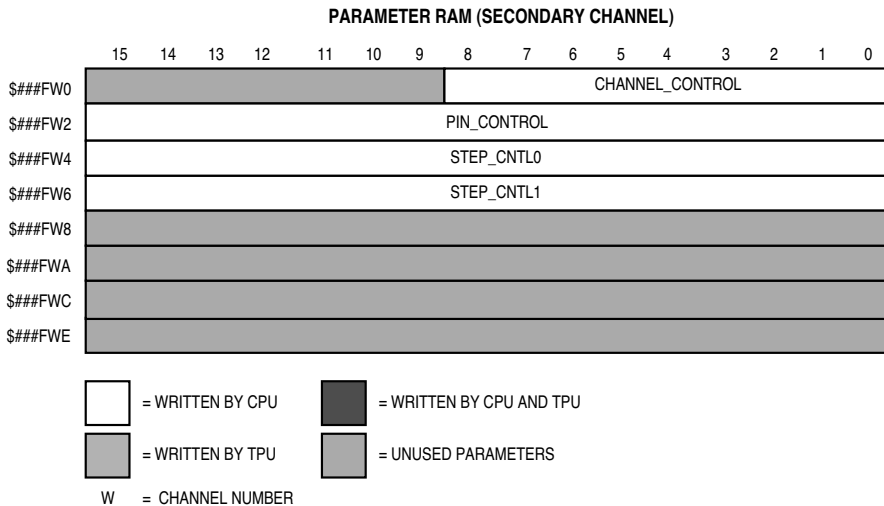 PARAMETER RAM (SECONDARY CHANNEL)
15 14 13 12 11 10 9 8 7 6 5 4 3 2 1 0
$###FW0 CHANNEL_CONTROL
$###FW2 PIN_CONTROL
$###FW4 STEP_CNTL0
$###FW6 STEP_CNTL1
$###FW8
$###FWA
$###FWC
$###FWE
= WRITTEN BY CPU = WRITTEN BY CPU AND TPU
= WRITTEN BY TPU = UNUSED PARAMETERS
W = CHANNEL NUMBER